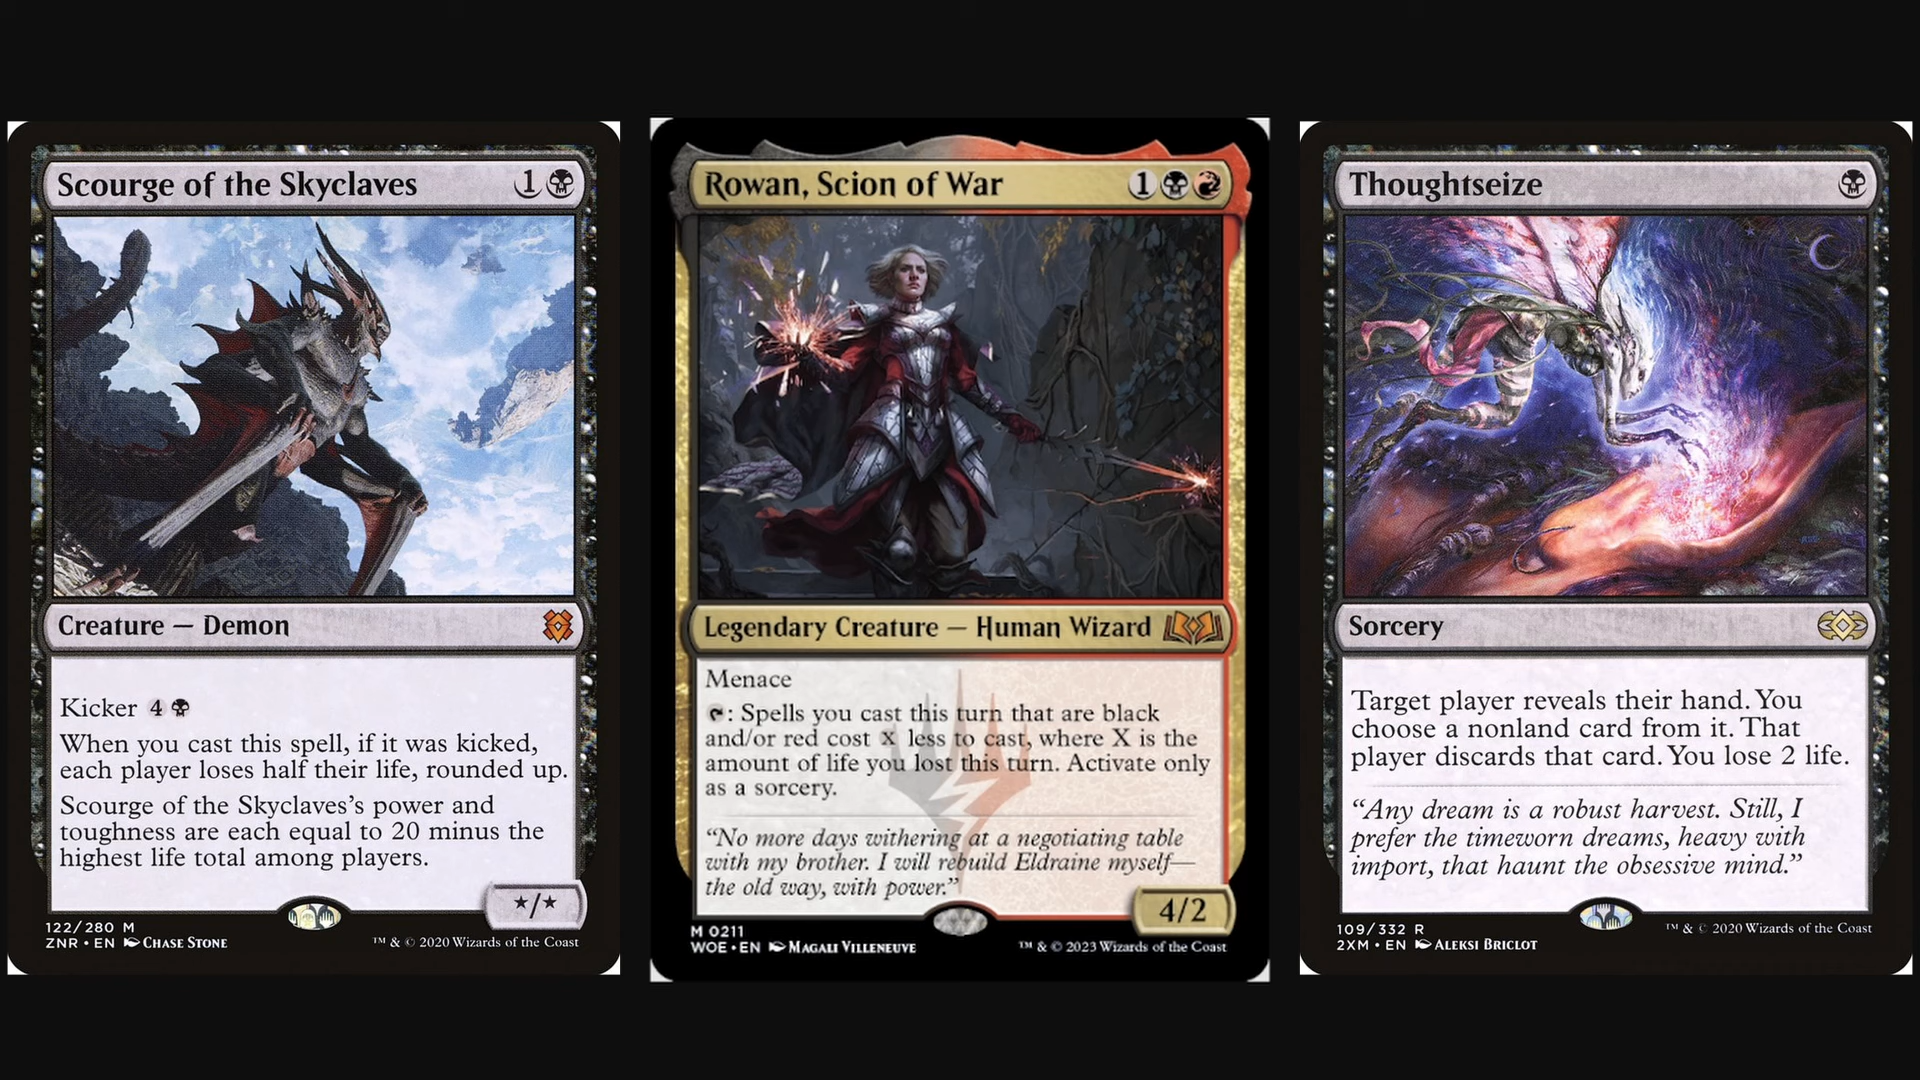 Scourge of the Skyclaves 1
Creature — Demon
Kicker 4
When you cast this spell, if it was kicked,
each player loses half their life, rounded up.
Scourge of the Skyclaves's power and
toughness are each equal to 20 minus the
highest life total among players.
★/★
122/280 M
ZNR • EN Chase Stone
™ & © 2020 Wizards of the Coast
Rowan, Scion of War 1
Legendary Creature — Human Wizard
Menace
: Spells you cast this turn that are black
and/or red cost X less to cast, where X is the
amount of life you lost this turn. Activate only
as a sorcery.
“No more days withering at a negotiating table
with my brother. I will rebuild Eldraine myself—
the old way, with power.”
4/2
M 0211
WOE • EN Magali Villeneuve
™ & © 2023 Wizards of the Coast
Thoughtseize
Sorcery
Target player reveals their hand. You
choose a nonland card from it. That
player discards that card. You lose 2 life.
“Any dream is a robust harvest. Still, I
prefer the timeworn dreams, heavy with
import, that haunt the obsessive mind.”
109/332 R
2XM • EN Aleksi Briclot
™ & © 2020 Wizards of the Coast